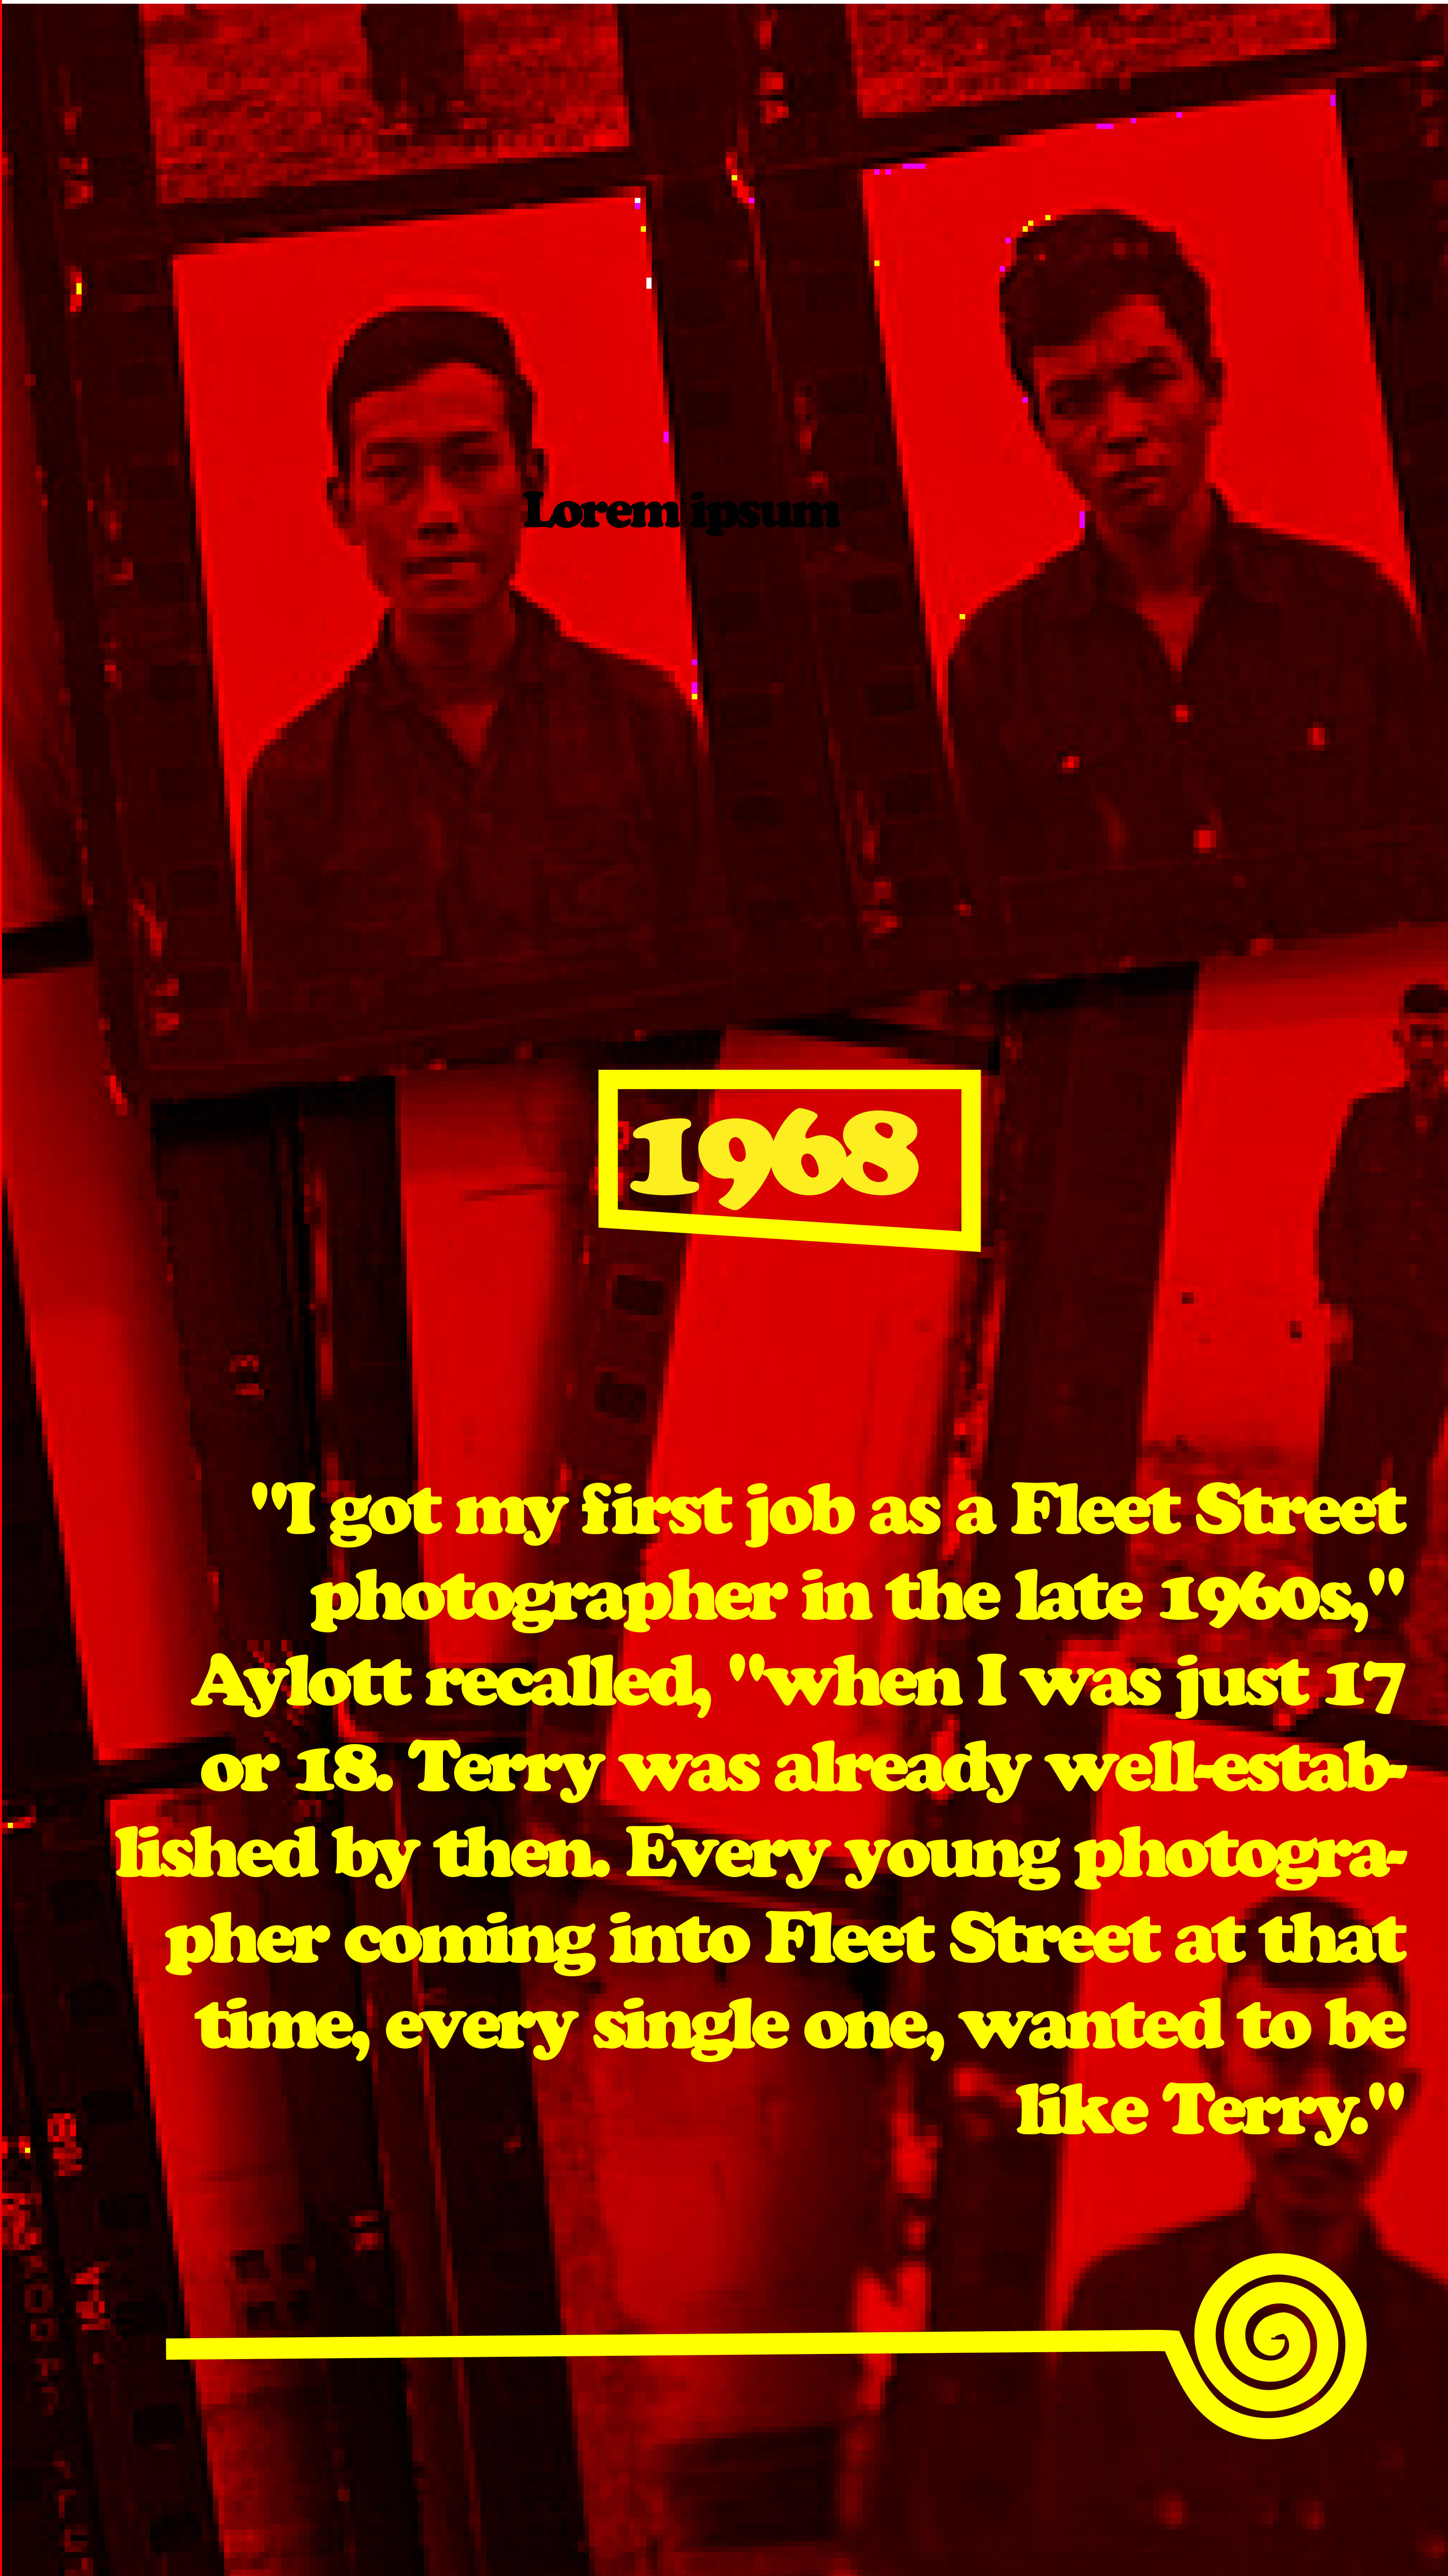 Lorem ipsum
1968
"I got my first job as a Fleet Street
photographer in the late 1960s,"
Aylott recalled, "when I was just 17
or 18. Terry was already well-estab-
lished by then. Every young photogra-
pher coming into Fleet Street at that
time, every single one, wanted to be
like Terry."